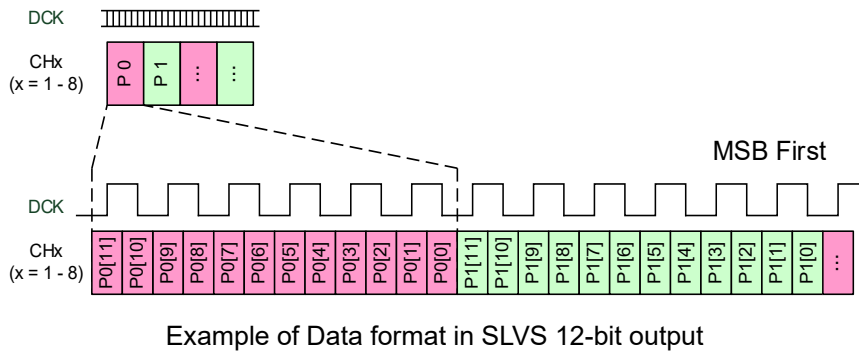 DCK
CHx
(x = 1 - 8)
P 0
P 1
...
...
MSB First
DCK
CHx
(x = 1 - 8)
P0[11]
P0[10]
P0[9]
P0[8]
P0[7]
P0[6]
P0[5]
P0[4]
P0[3]
P0[2]
P0[1]
P0[0]
P1[11]
P1[10]
P1[9]
P1[8]
P1[7]
P1[6]
P1[5]
P1[4]
P1[3]
P1[2]
P1[1]
P1[0]
...
Example of Data format in SLVS 12-bit output